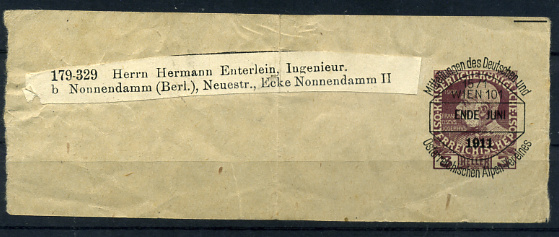 179-329 Herrn Hermann Enterlein, Ingenieur.
b Nonnendamm (Berl.), Neuestr., Ecke Nonnendamm II
Mitteilungen des Deutschen und
WIEN 10
ENDE JUNI
1911
HELLER
Österreichischen Alpenvereines